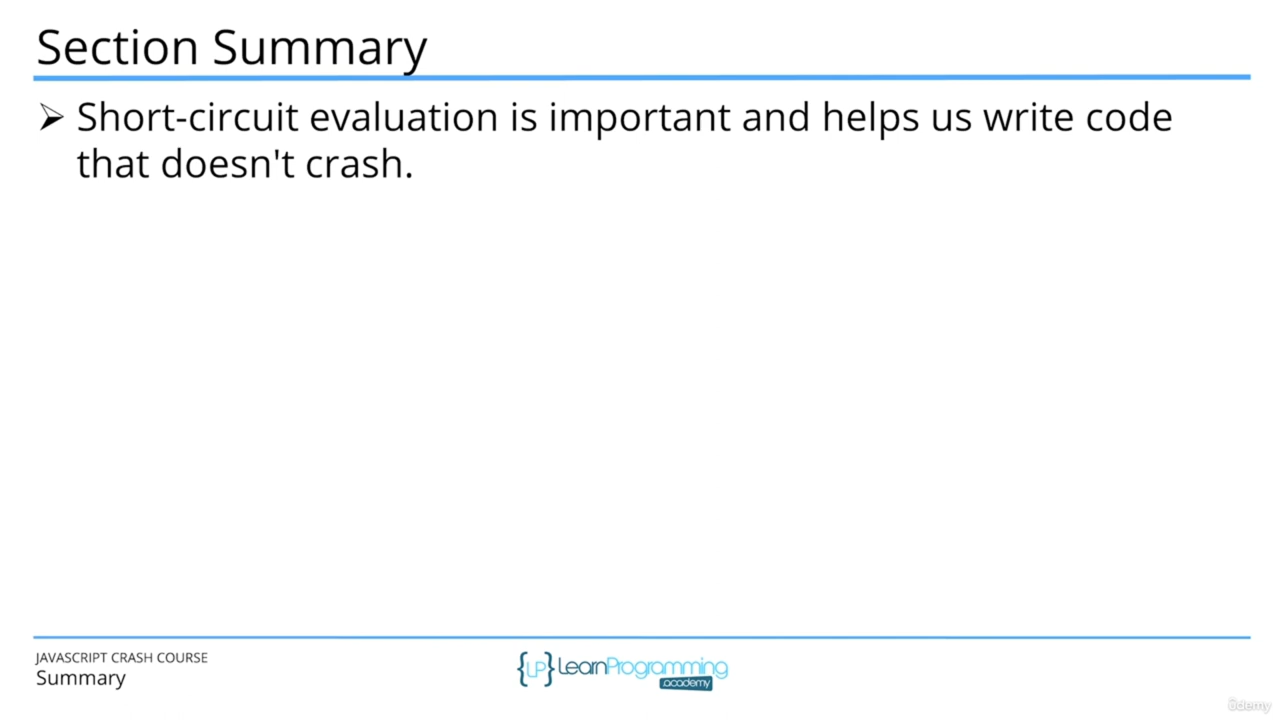 Section Summary
➢ Short-circuit evaluation is important and helps us write code
that doesn't crash.
JAVASCRIPT CRASH COURSE
Summary
{LP} LearnProgramming
.academy
ûdemy